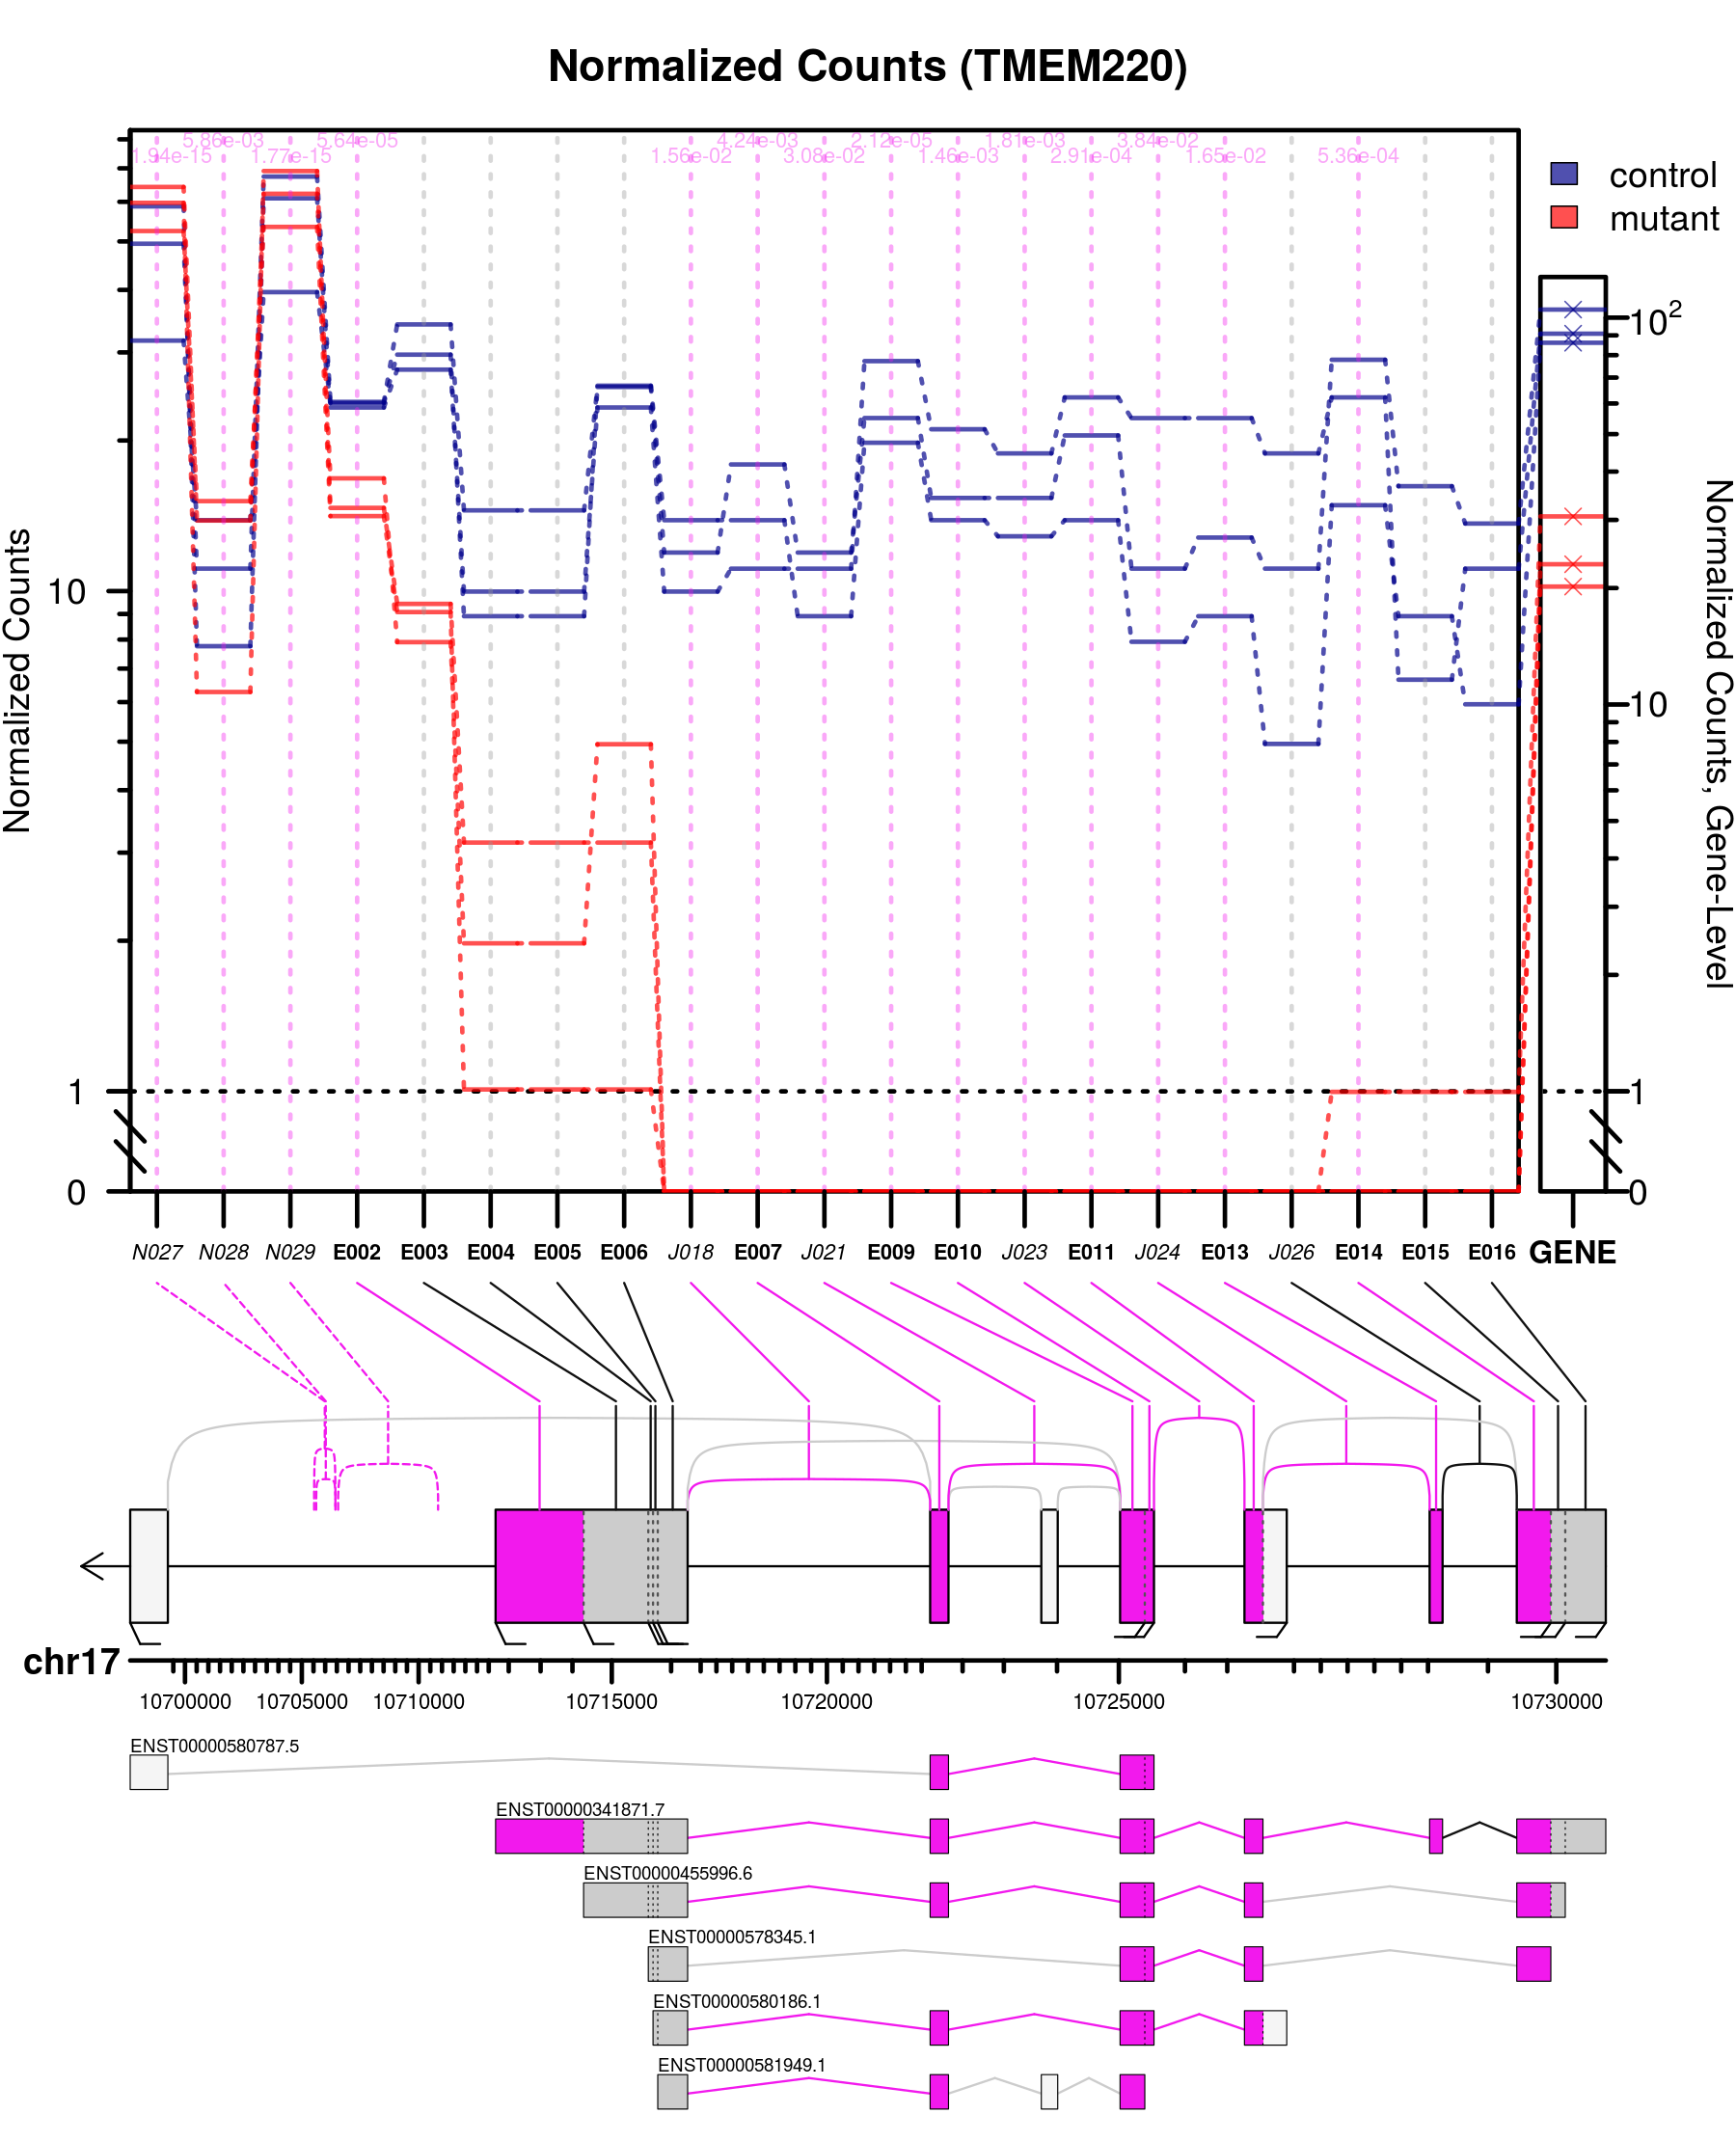 Normalized Counts (TMEM220)
5.86e-03 5.64e-05 4.24e-03 2.12e-05 1.81e-03 3.84e-02
1.94e-15 1.77e-15 1.56e-02 3.08e-02 1.46e-03 2.91e-04 1.65e-02 5.36e-04
control
mutant
Normalized Counts
10
1
0
10²
10
1
0
Normalized Counts, Gene-Level
N027 N028 N029 E002 E003 E004 E005 E006 J018 E007 J021 E009 E010 J023 E011 J024 E013 J026 E014 E015 E016 GENE
chr17
10700000 10705000 10710000 10715000 10720000 10725000 10730000
ENST00000580787.5
ENST00000341871.7
ENST00000455996.6
ENST00000578345.1
ENST00000580186.1
ENST00000581949.1